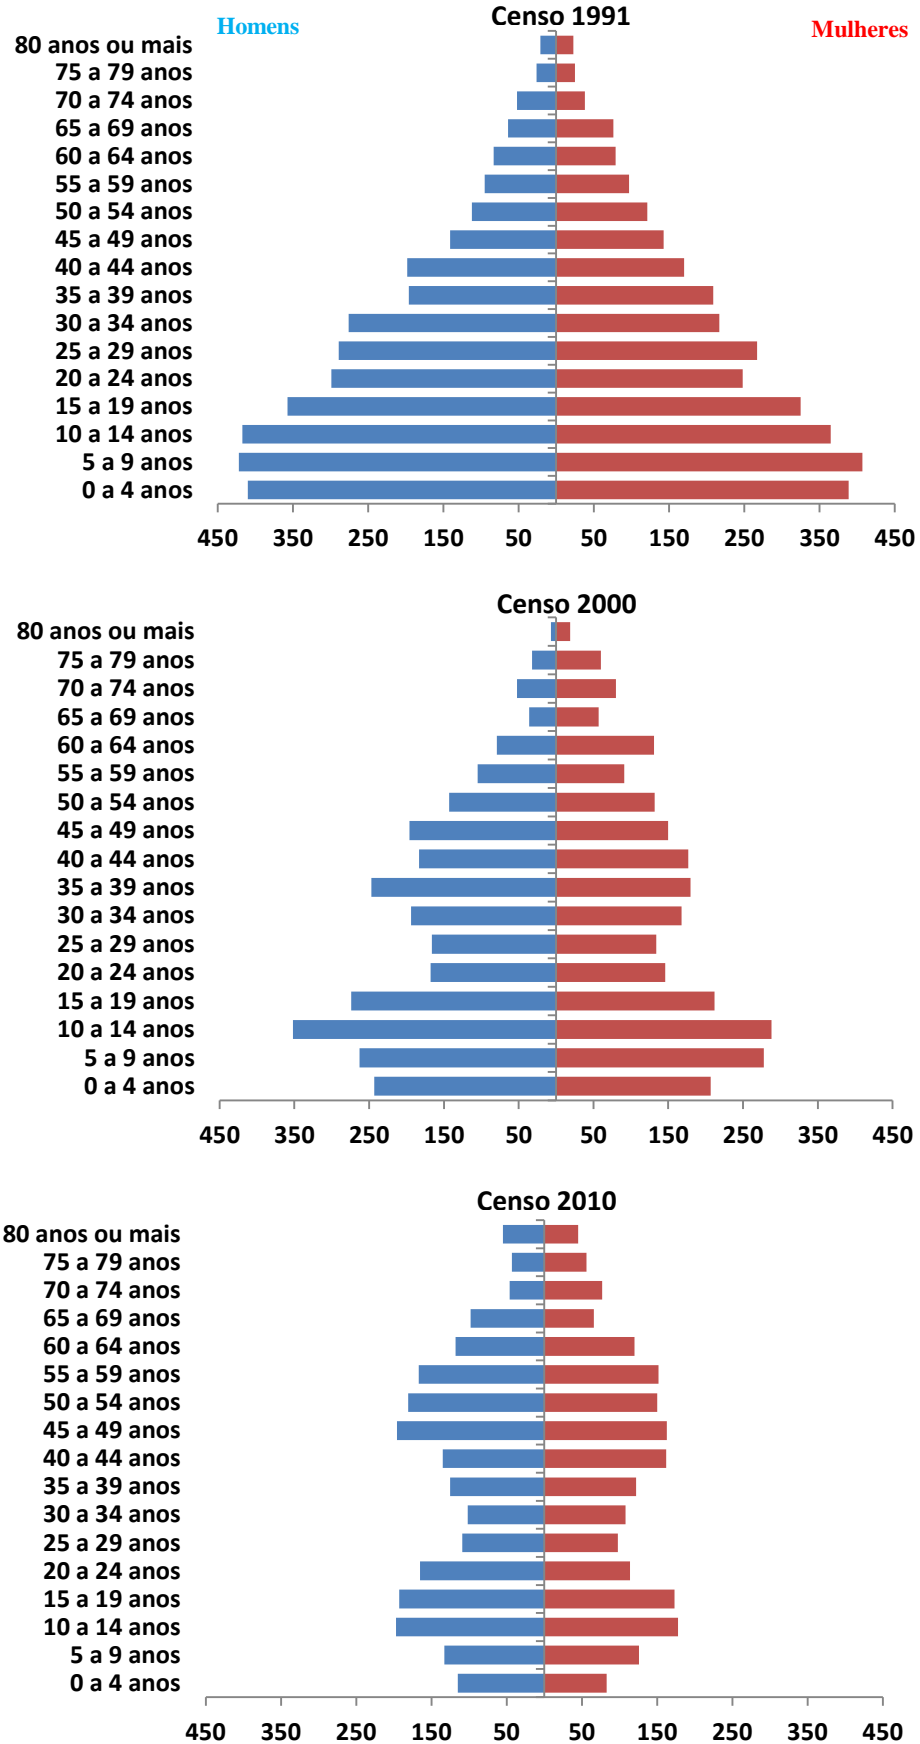 Censo 1991
Homens
Mulheres
80 anos ou mais
75 a 79 anos
70 a 74 anos
65 a 69 anos
60 a 64 anos
55 a 59 anos
50 a 54 anos
45 a 49 anos
40 a 44 anos
35 a 39 anos
30 a 34 anos
25 a 29 anos
20 a 24 anos
15 a 19 anos
10 a 14 anos
5 a 9 anos
0 a 4 anos
450 350 250 150 50 50 150 250 350 450
Censo 2000
80 anos ou mais
75 a 79 anos
70 a 74 anos
65 a 69 anos
60 a 64 anos
55 a 59 anos
50 a 54 anos
45 a 49 anos
40 a 44 anos
35 a 39 anos
30 a 34 anos
25 a 29 anos
20 a 24 anos
15 a 19 anos
10 a 14 anos
5 a 9 anos
0 a 4 anos
450 350 250 150 50 50 150 250 350 450
Censo 2010
80 anos ou mais
75 a 79 anos
70 a 74 anos
65 a 69 anos
60 a 64 anos
55 a 59 anos
50 a 54 anos
45 a 49 anos
40 a 44 anos
35 a 39 anos
30 a 34 anos
25 a 29 anos
20 a 24 anos
15 a 19 anos
10 a 14 anos
5 a 9 anos
0 a 4 anos
450 350 250 150 50 50 150 250 350 450